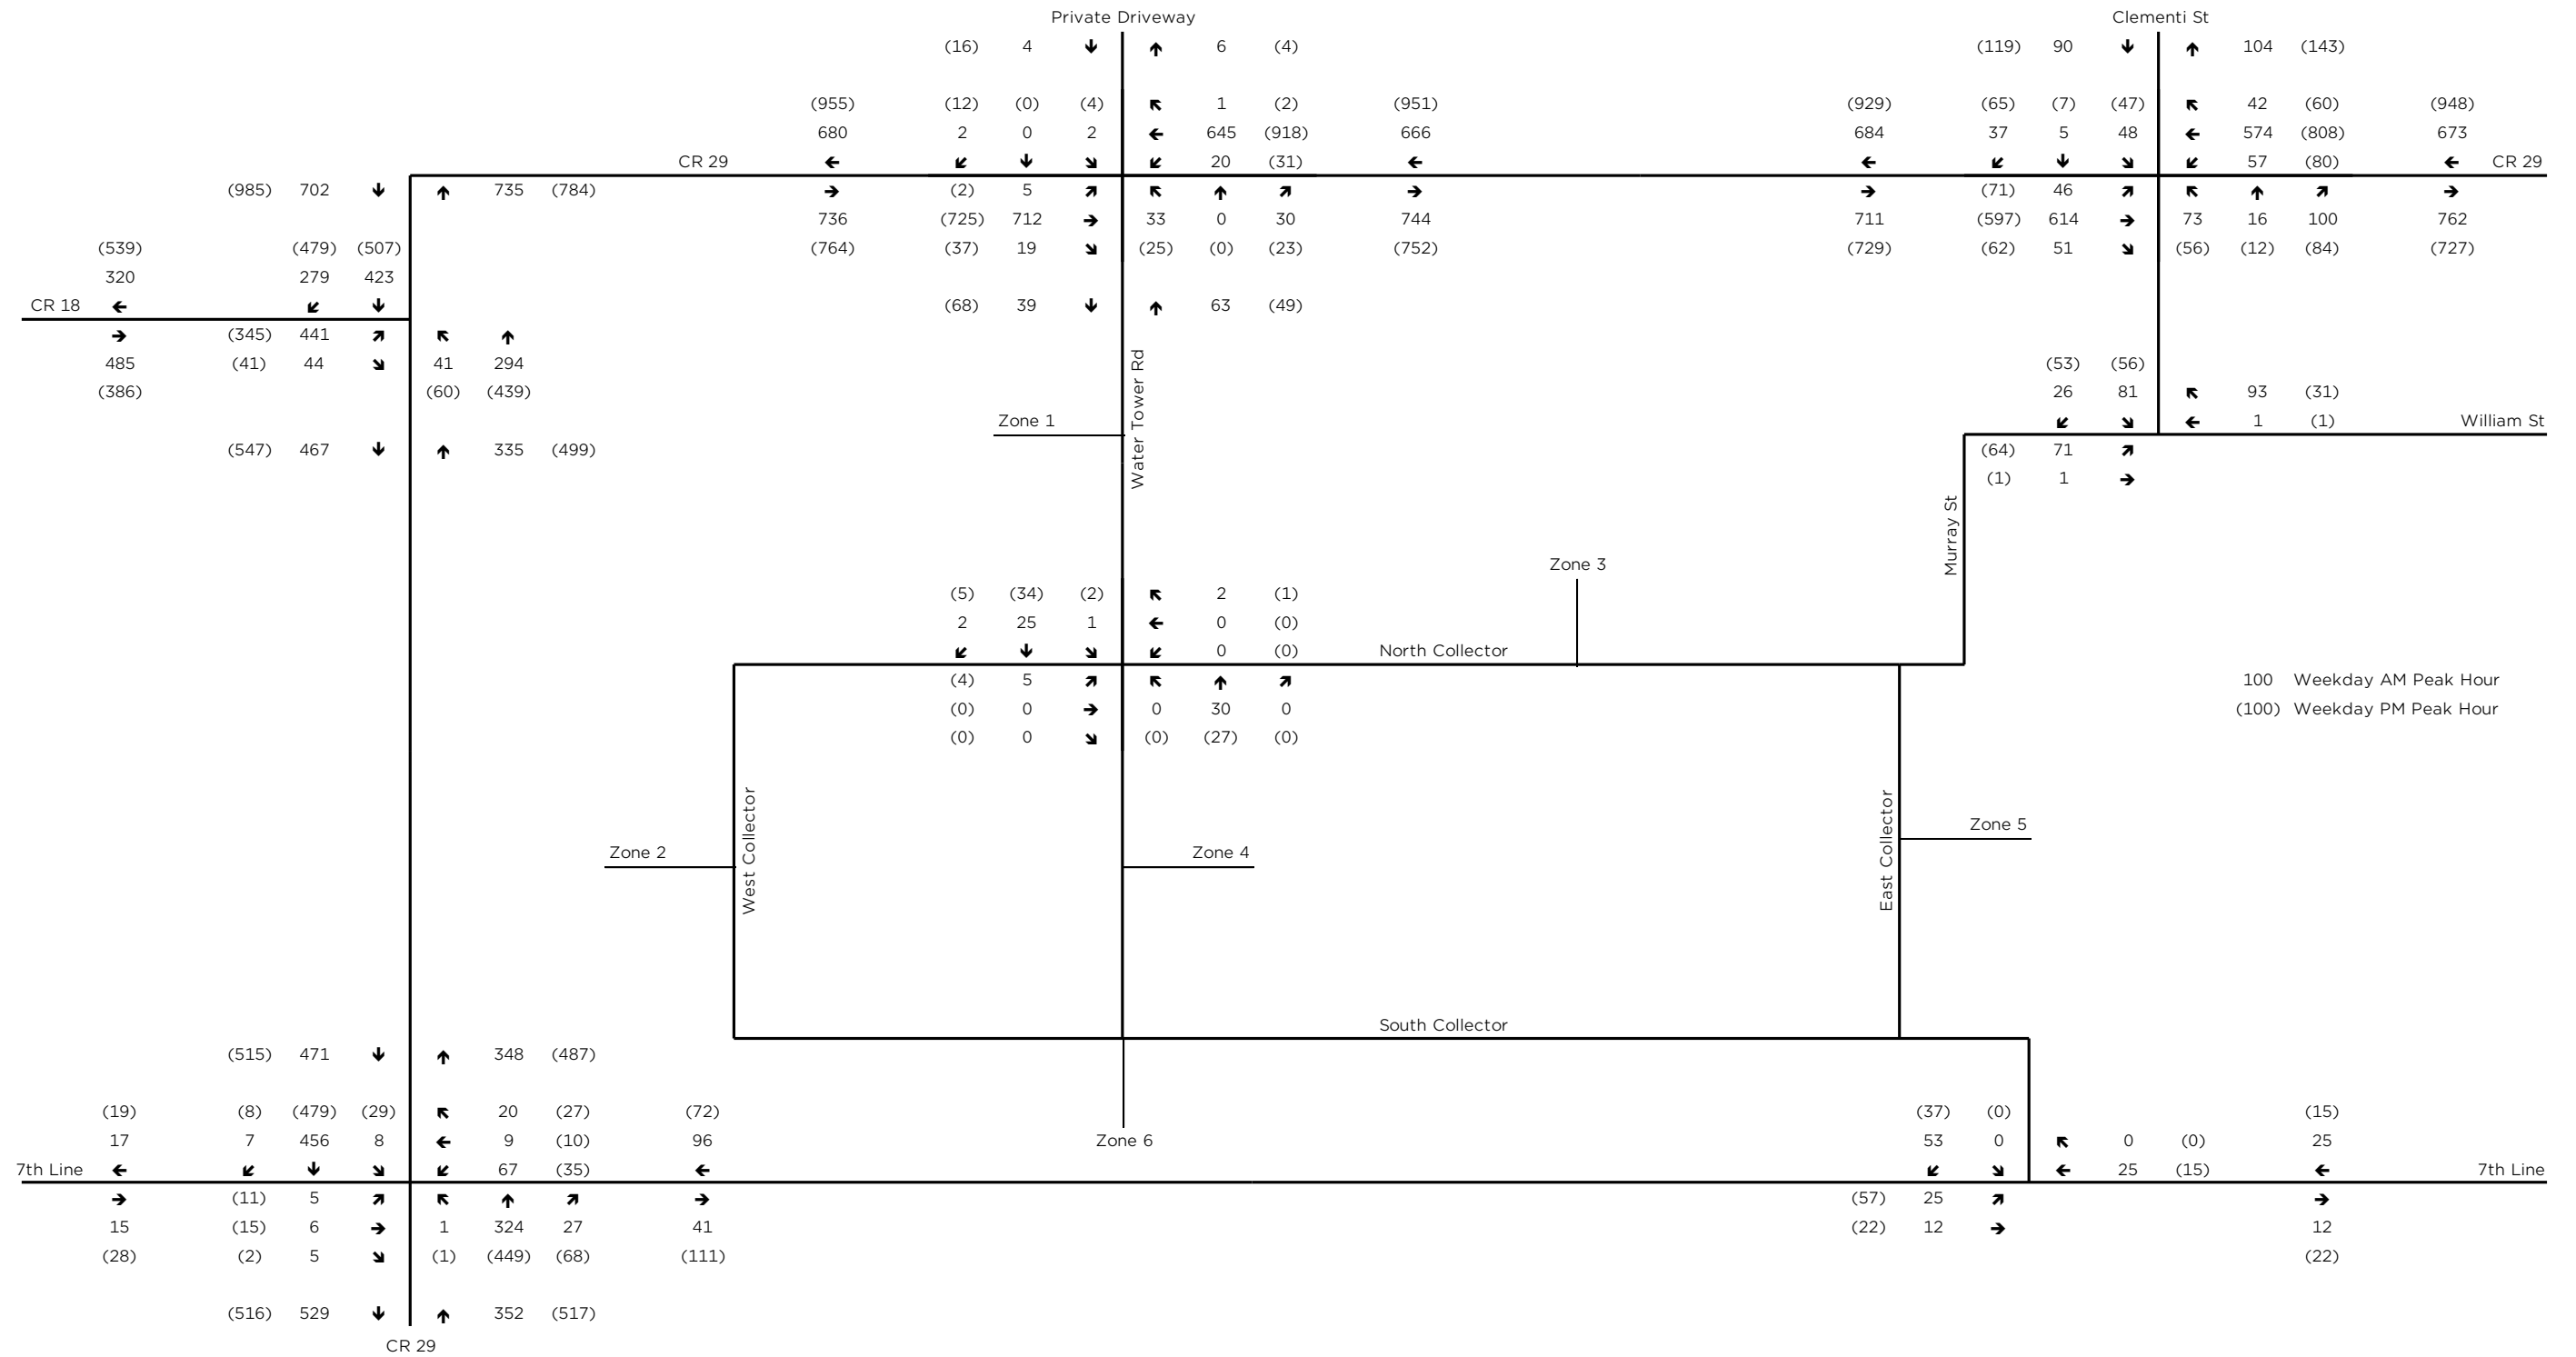 Private Driveway Clementi St
(16) 4 ↓ ↑ 6 (4) (119) 90 ↓ ↑ 104 (143)
(955) (12) (0) (4) ↖ 1 (2) (951) (929) (65) (7) (47) ↖ 42 (60) (948)
680 2 0 2 ← 645 (918) 666 684 37 5 48 ← 574 (808) 673
CR 29 ← ↙ ↓ ↘ ↙ 20 (31) ← ← ↙ ↓ ↘ ↙ 57 (80) ← CR 29
(985) 702 ↓ ↑ 735 (784) → (2) 5 ↗ ↖ ↑ ↗ → → (71) 46 ↗ ↖ ↑ ↗ →
736 (725) 712 → 33 0 30 744 711 (597) 614 → 73 16 100 762
(539) (479) (507) (764) (37) 19 ↘ (25) (0) (23) (752) (729) (62) 51 ↘ (56) (12) (84) (727)
320 279 423
CR 18 ← ↙ ↓ (68) 39 ↓ ↑ 63 (49)
→ (345) 441 ↗ ↖ ↑
485 (41) 44 ↘ 41 294 (53) (56)
(386) (60) (439) 26 81 ↖ 93 (31)
Water Tower Rd
Zone 1 ↙ ↘ ← 1 (1) William St
(547) 467 ↓ ↑ 335 (499) (64) 71 ↗
(1) 1 →
Murray St
Zone 3
(5) (34) (2) ↖ 2 (1)
2 25 1 ← 0 (0)
↙ ↓ ↘ ↙ 0 (0) North Collector
(4) 5 ↗ ↖ ↑ ↗ 100 Weekday AM Peak Hour
(0) 0 → 0 30 0 (100) Weekday PM Peak Hour
(0) 0 ↘ (0) (27) (0)
West Collector
East Collector
Zone 5
Zone 2 Zone 4
South Collector
(515) 471 ↓ ↑ 348 (487)
(19) (8) (479) (29) ↖ 20 (27) (72) (37) (0) (15)
17 7 456 8 ← 9 (10) 96 Zone 6 53 0 ↖ 0 (0) 25
7th Line ← ↙ ↓ ↘ ↙ 67 (35) ← ↙ ↘ ← 25 (15) ← 7th Line
→ (11) 5 ↗ ↖ ↑ ↗ → (57) 25 ↗ →
15 (15) 6 → 1 324 27 41 (22) 12 → 12
(28) (2) 5 ↘ (1) (449) (68) (111) (22)
(516) 529 ↓ ↑ 352 (517)
CR 29